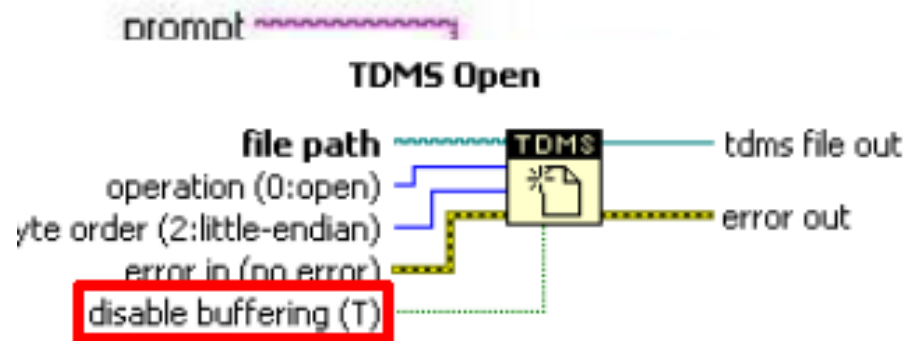 prompt
TDMS Open
file path
TDMS
tdms file out
operation (0:open)
yte order (2:little-endian)
error out
error in (no error)
disable buffering (T)